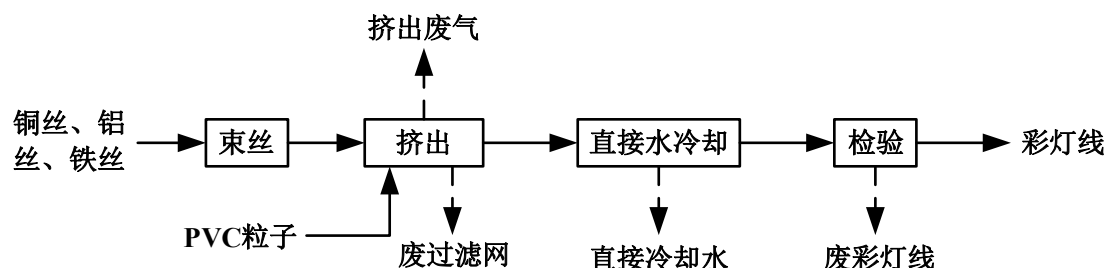 挤出废气
铜丝、铝
丝、铁丝
束丝
挤出
直接水冷却
检验
彩灯线
PVC粒子
废过滤网
直接冷却水
废彩灯线